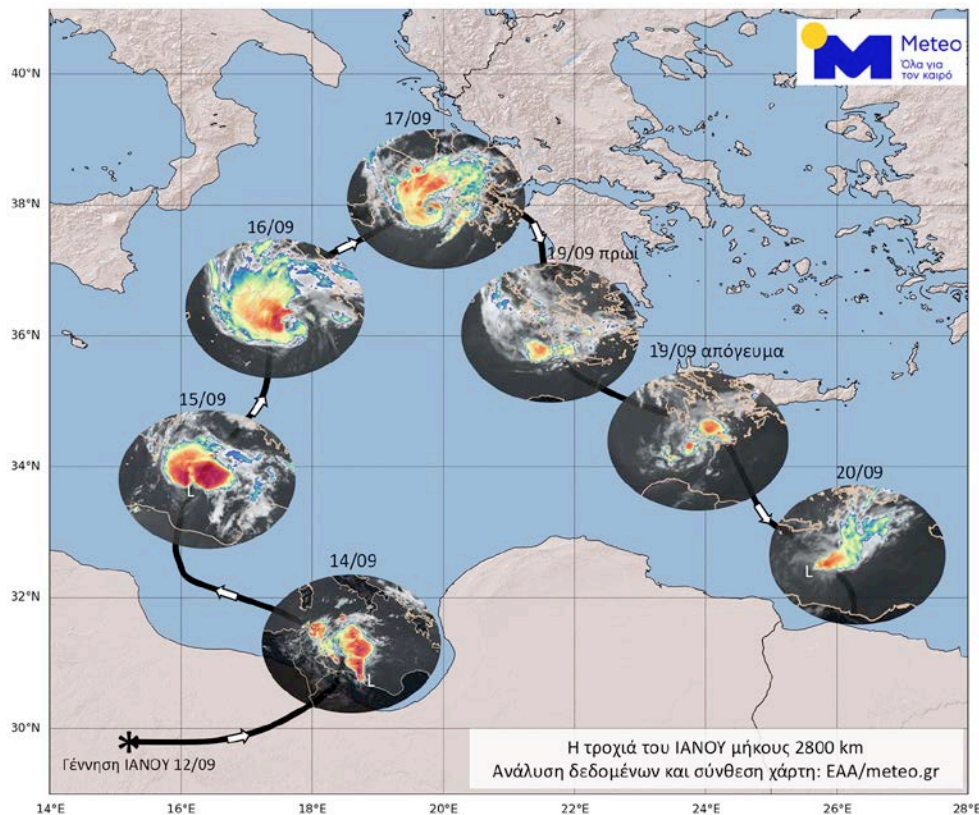 Meteo
Όλα για
τον καιρό
40°N
17/09
38°N
16/09
19/09 πρωί
36°N
19/09 απόγευμα
15/09
34°N
L
20/09
L
14/09
32°N
L
30°N
Γέννηση ΙΑΝΟΥ 12/09
Η τροχιά του ΙΑΝΟΥ μήκους 2800 km
Ανάλυση δεδομένων και σύνθεση χάρτη: ΕΑΑ/meteo.gr
14°E 16°E 18°E 20°E 22°E 24°E 26°E 28°E